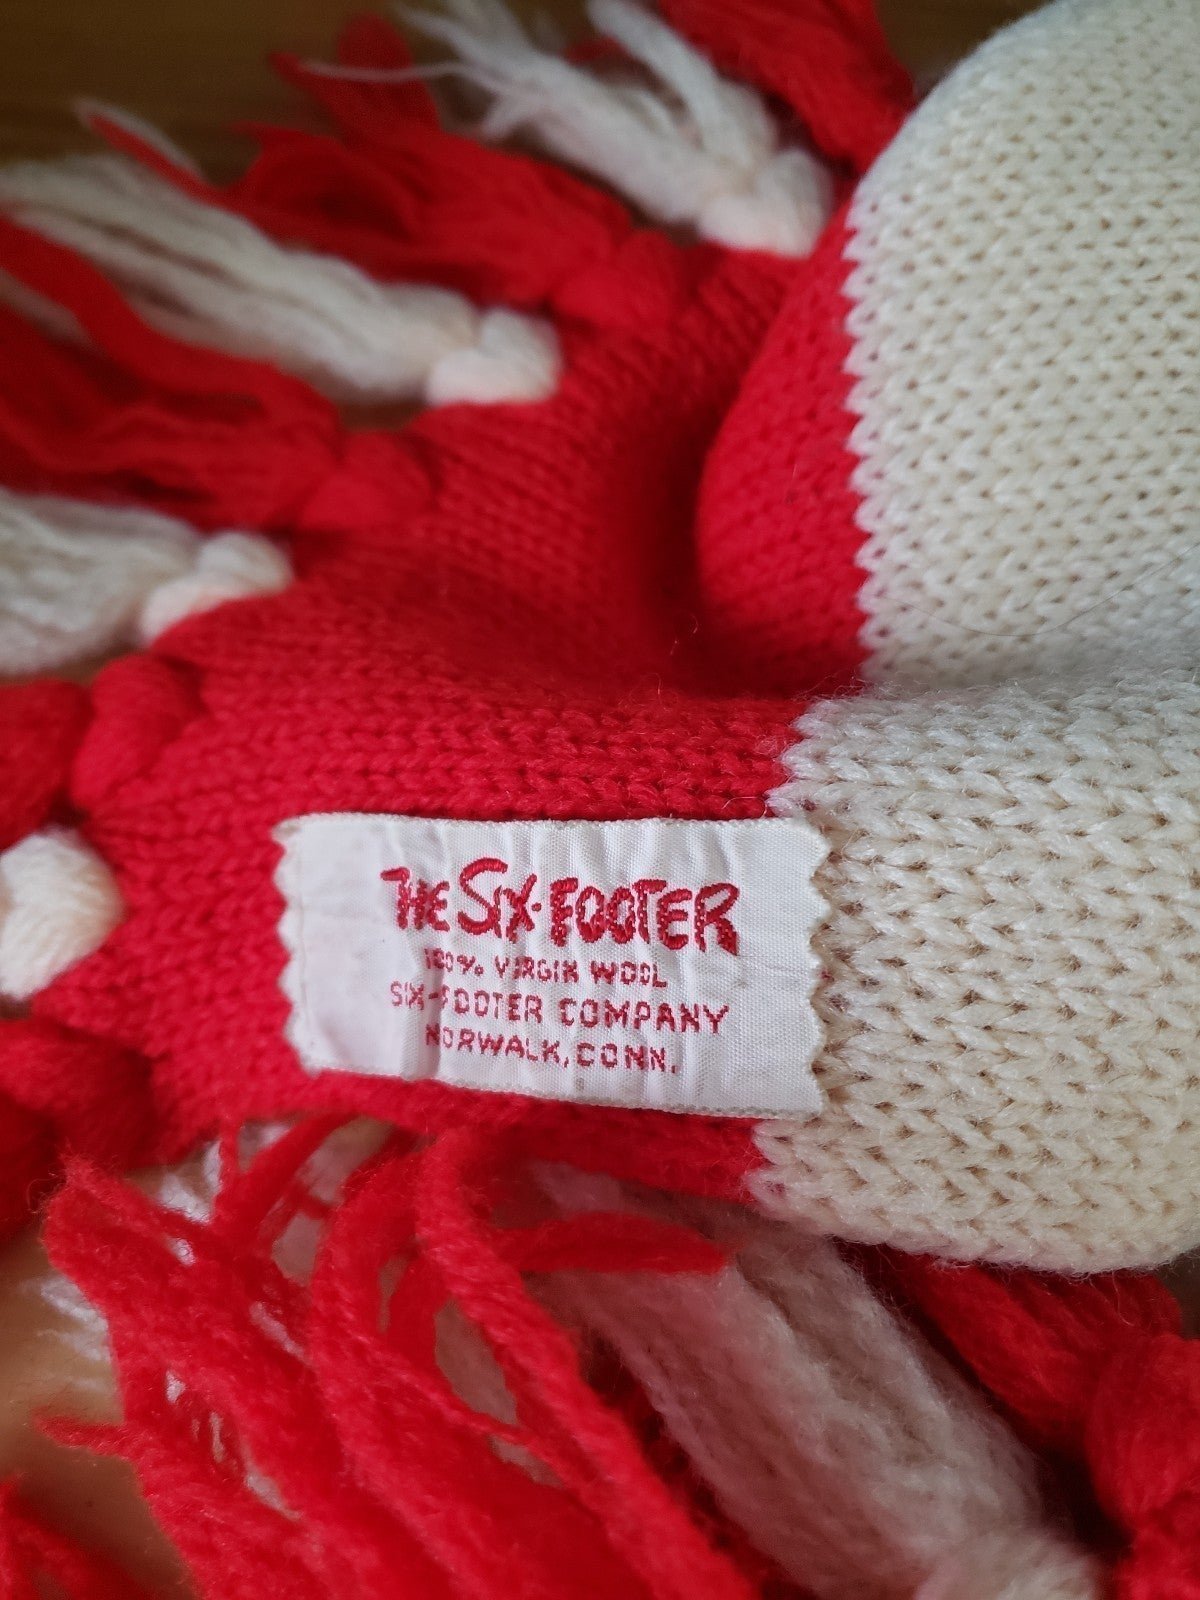 THE SIX-FOOTER
100% VIRGIN WOOL
SIX-FOOTER COMPANY
NORWALK, CONN.